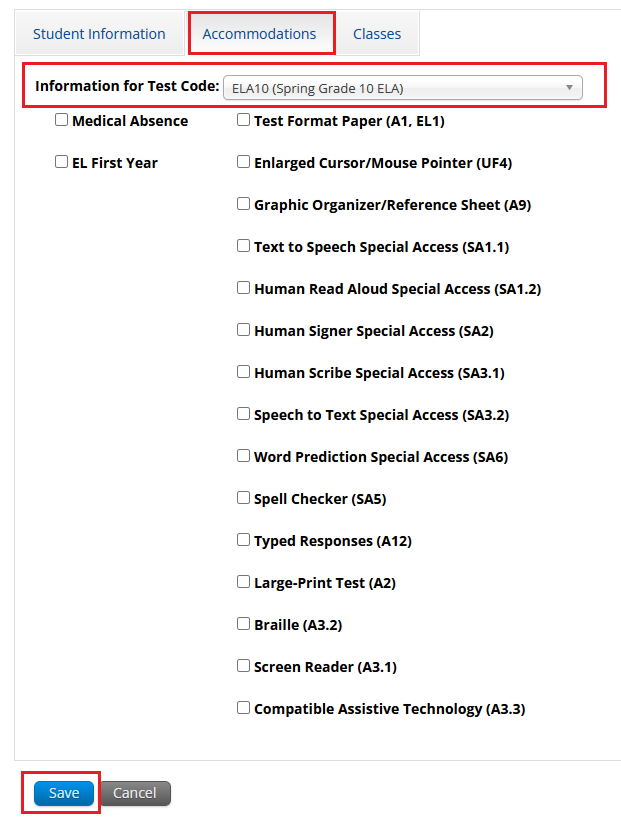 Student Information Accommodations Classes
Information for Test Code: ELA10 (Spring Grade 10 ELA)
Medical Absence Test Format Paper (A1, EL1)
EL First Year Enlarged Cursor/Mouse Pointer (UF4)
Graphic Organizer/Reference Sheet (A9)
Text to Speech Special Access (SA1.1)
Human Read Aloud Special Access (SA1.2)
Human Signer Special Access (SA2)
Human Scribe Special Access (SA3.1)
Speech to Text Special Access (SA3.2)
Word Prediction Special Access (SA6)
Spell Checker (SA5)
Typed Responses (A12)
Large-Print Test (A2)
Braille (A3.2)
Screen Reader (A3.1)
Compatible Assistive Technology (A3.3)
Save Cancel